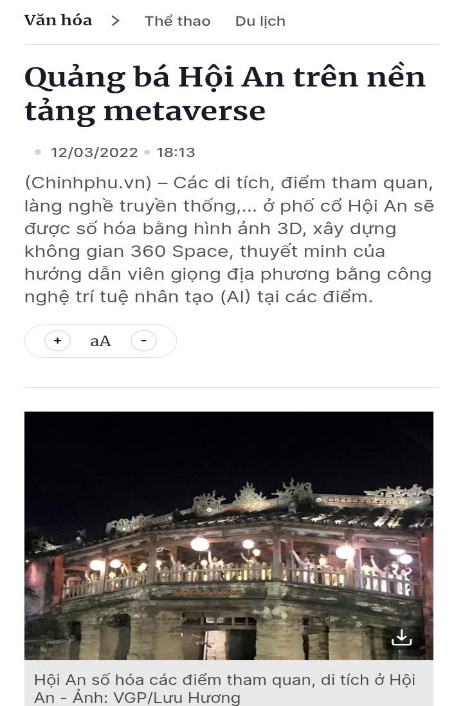 Văn hóa > Thể thao Du lịch
Quảng bá Hội An trên nền
tảng metaverse
12/03/2022 18:13
(Chinhphu.vn) – Các di tích, điểm tham quan,
làng nghề truyền thống,... ở phố cổ Hội An sẽ
được số hóa bằng hình ảnh 3D, xây dựng
không gian 360 Space, thuyết minh của
hướng dẫn viên giọng địa phương bằng công
nghệ trí tuệ nhân tạo (AI) tại các điểm.
+ aA -
Hội An số hóa các điểm tham quan, di tích ở Hội
An - Ảnh: VGP/Lưu Hương